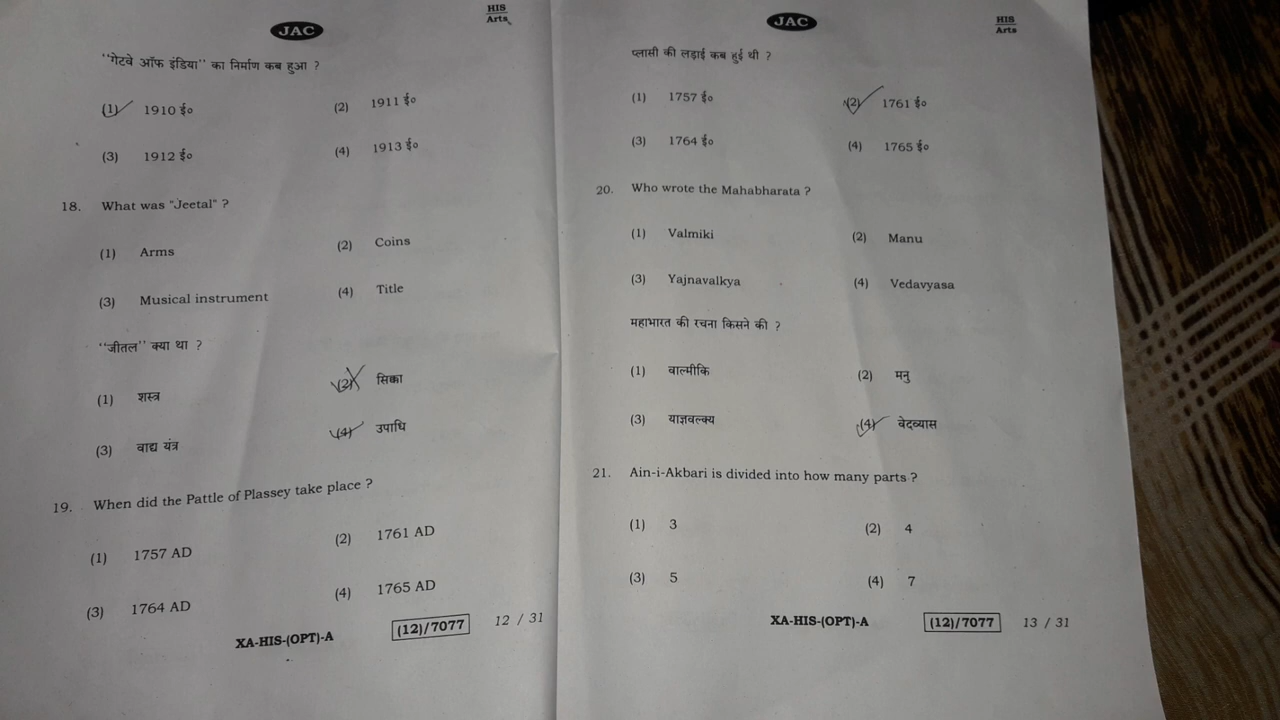 JAC
HIS
Arts
"गेटवे ऑफ इंडिया" का निर्माण कब हुआ ?
(1) 1910 ई० (2) 1911 ई०
(3) 1912 ई० (4) 1913 ई०
18. What was "Jeetal" ?
(1) Arms (2) Coins
(3) Musical instrument (4) Title
"जीतल" क्या था ?
(1) शस्त्र (2) सिक्का
(3) वाद्य यंत्र (4) उपाधि
19. When did the Pattle of Plassey take place ?
(1) 1757 AD (2) 1761 AD
(3) 1764 AD (4) 1765 AD
XA-HIS-(OPT)-A (12)/7077 12 / 31
JAC
HIS
Arts
प्लासी की लड़ाई कब हुई थी ?
(1) 1757 ई० (2) 1761 ई०
(3) 1764 ई० (4) 1765 ई०
20. Who wrote the Mahabharata ?
(1) Valmiki (2) Manu
(3) Yajnavalkya (4) Vedavyasa
महाभारत की रचना किसने की ?
(1) वाल्मीकि (2) मनु
(3) याज्ञवल्क्य (4) वेदव्यास
21. Ain-i-Akbari is divided into how many parts ?
(1) 3 (2) 4
(3) 5 (4) 7
XA-HIS-(OPT)-A (12)/7077 13 / 31